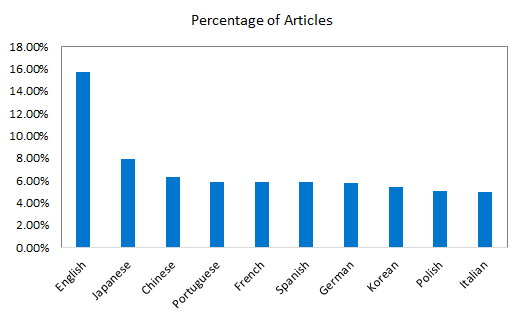 Percentage of Articles
18.00%
16.00%
14.00%
12.00%
10.00%
8.00%
6.00%
4.00%
2.00%
0.00%
English
Japanese
Chinese
Portuguese
French
Spanish
German
Korean
Polish
Italian